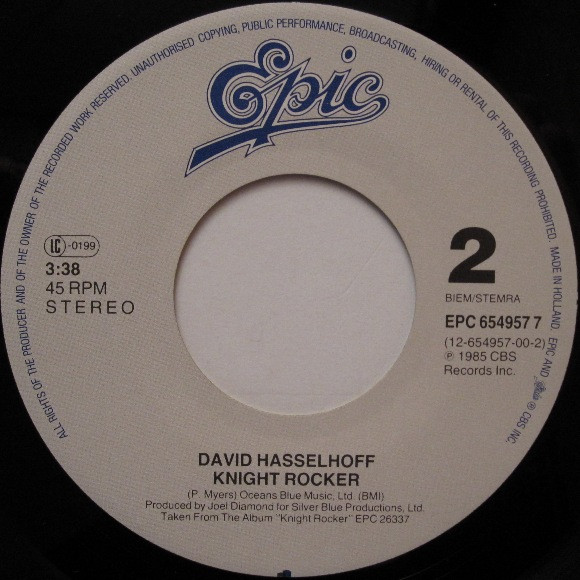 ALL RIGHTS OF THE PRODUCER AND OF THE OWNER OF THE RECORDED WORK RESERVED. UNAUTHORISED COPYING, PUBLIC PERFORMANCE, BROADCASTING, HIRING OR RENTAL OF THIS RECORDING PROHIBITED. MADE IN HOLLAND. EPIC AND Epic ® CBS INC.
Epic
LC -0199
3:38
45 RPM
STEREO
2
BIEM/STEMRA
EPC 654957 7
(12-654957-00-2)
℗ 1985 CBS
Records Inc.
DAVID HASSELHOFF
KNIGHT ROCKER
(P. Myers) Oceans Blue Music, Ltd. (BMI)
Produced by Joel Diamond for Silver Blue Productions, Ltd.
Taken From The Album "Knight Rocker" EPC 26337